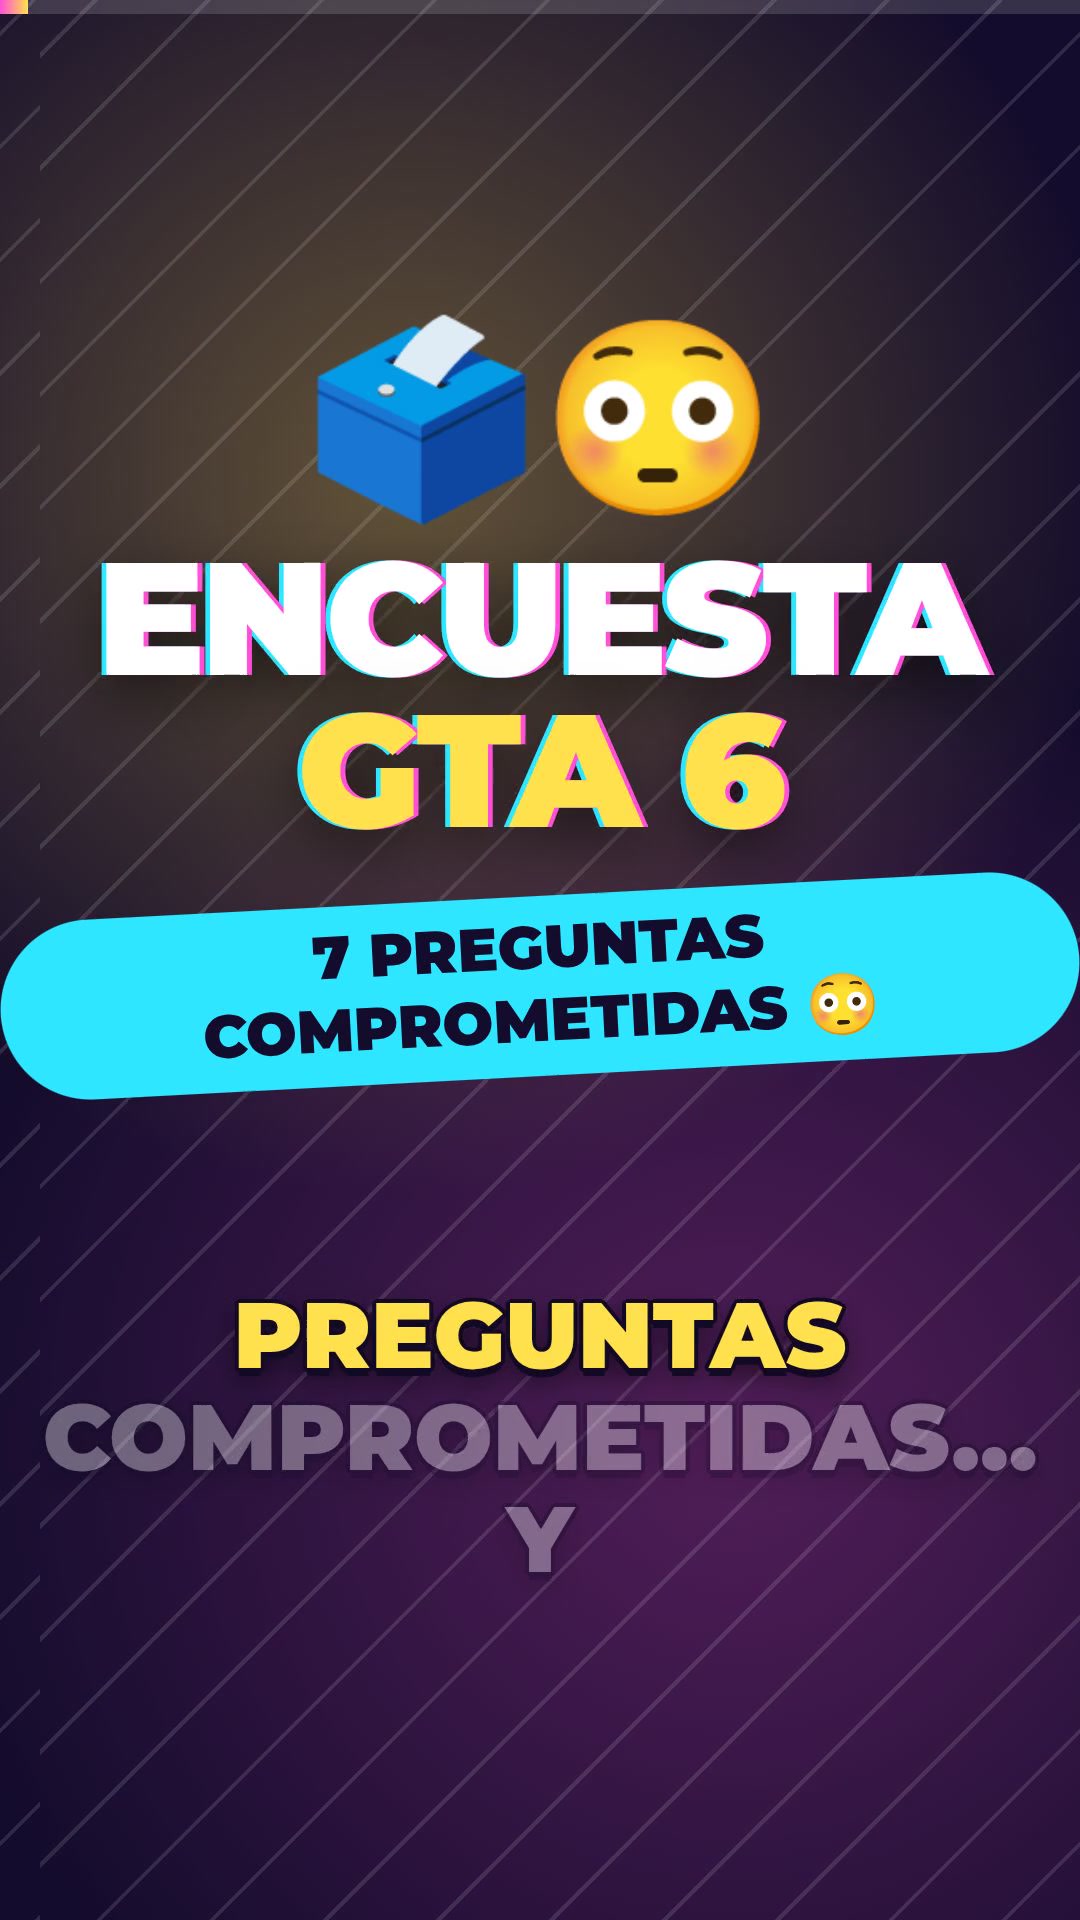 ENCUESTA
GTA 6
7 PREGUNTAS
COMPROMETIDAS 😳
PREGUNTAS
COMPROMETIDAS...
Y